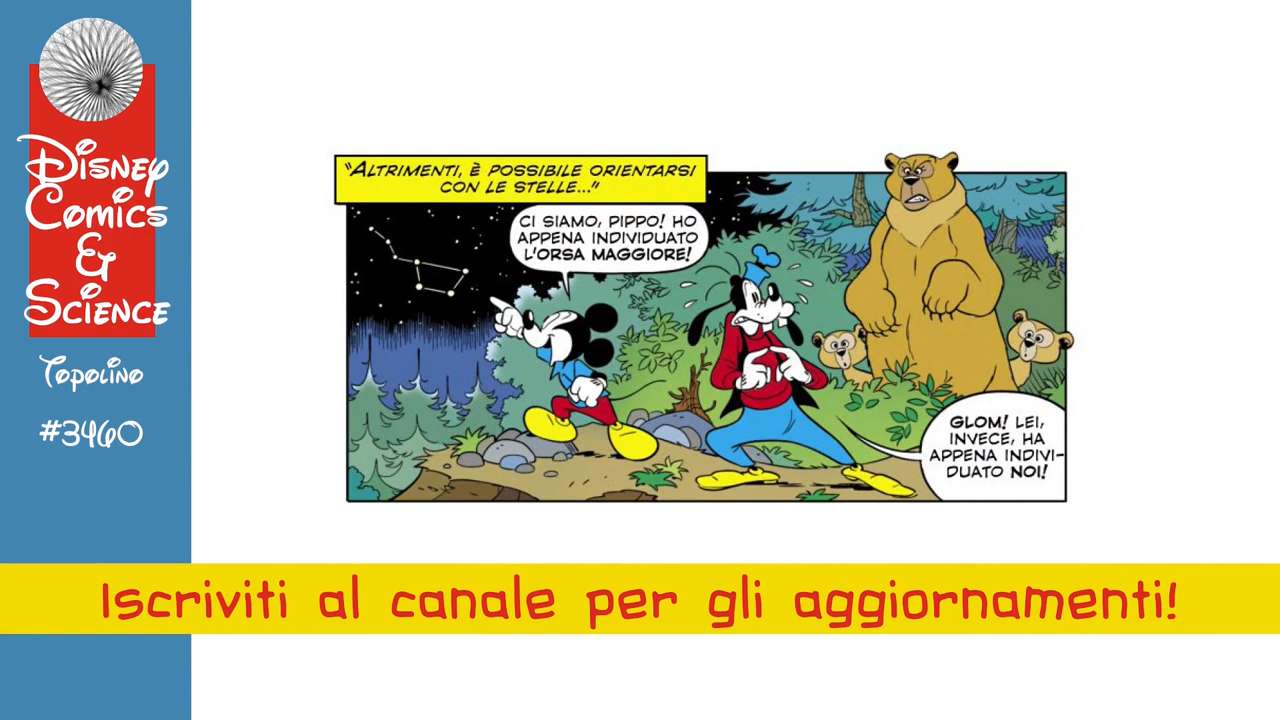 Disney
Comics
&
Science
Topolino
#3460
"ALTRIMENTI, È POSSIBILE ORIENTARSI
CON LE STELLE..."
CI SIAMO, PIPPO! HO
APPENA INDIVIDUATO
L'ORSA MAGGIORE!
GLOM! LEI,
INVECE, HA
APPENA INDIVI-
DUATO NOI!
Iscriviti al canale per gli aggiornamenti!